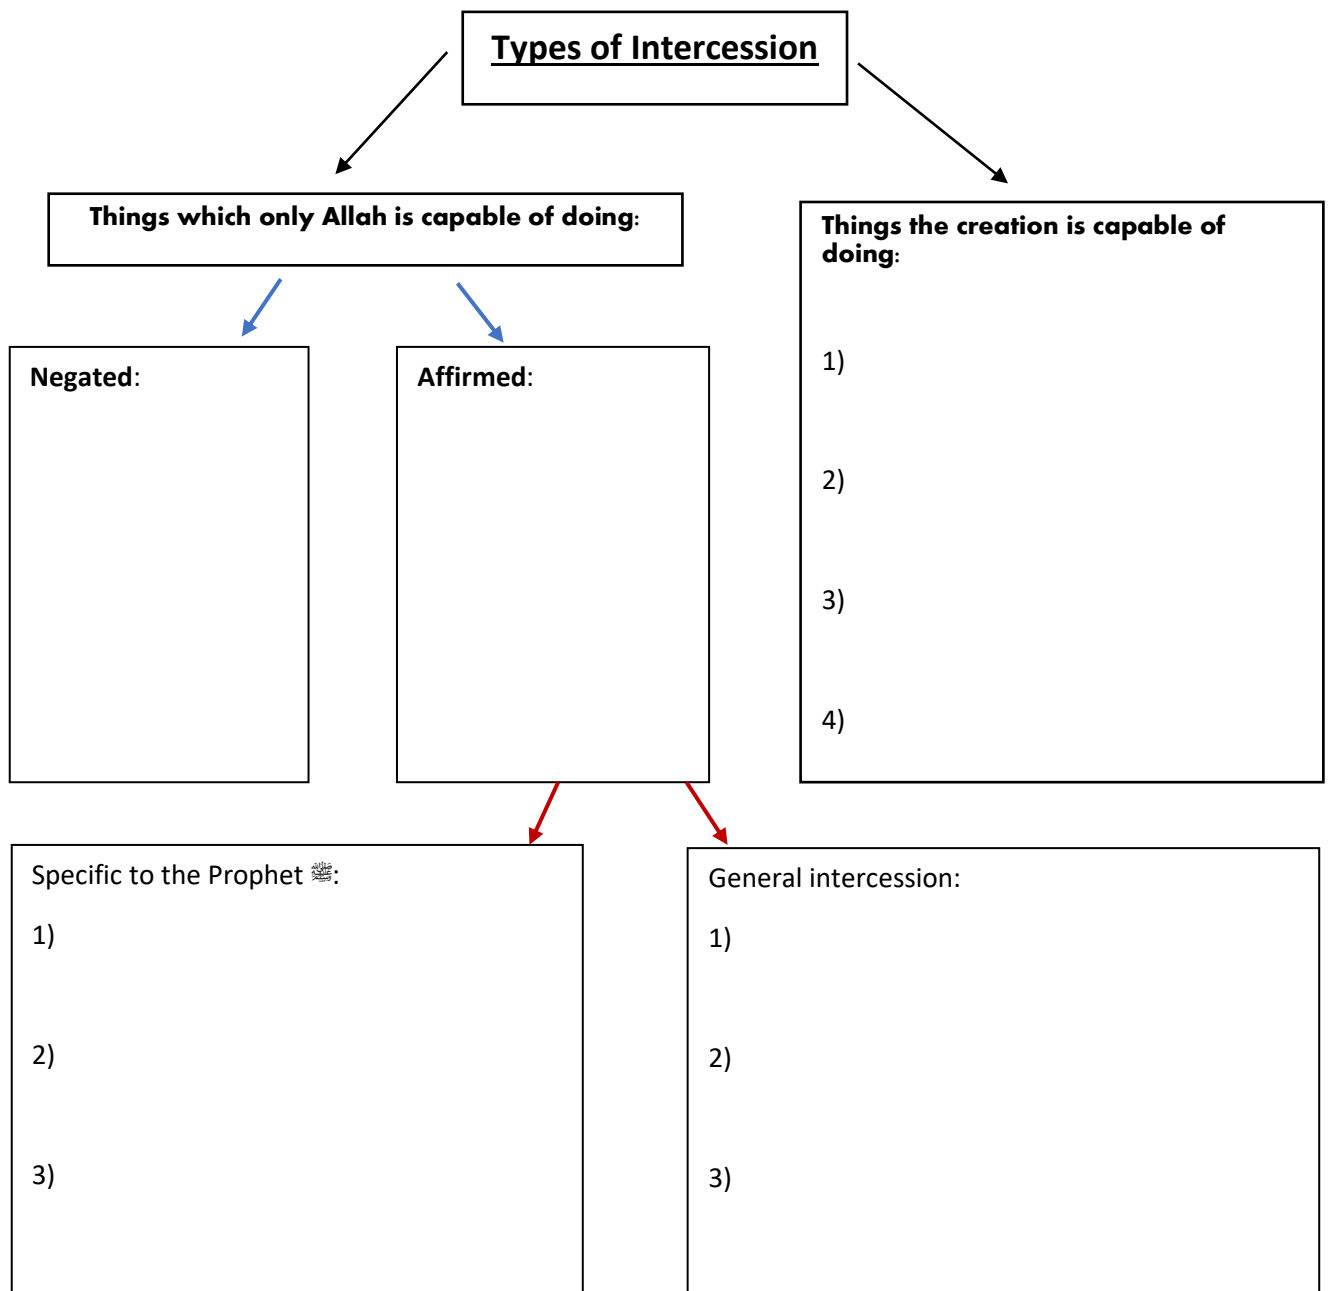 Types of Intercession
Things which only Allah is capable of doing:
Things the creation is capable of
doing:
1)
2)
3)
4)
Negated:
Affirmed:
Specific to the Prophet ﷺ:
1)
2)
3)
General intercession:
1)
2)
3)